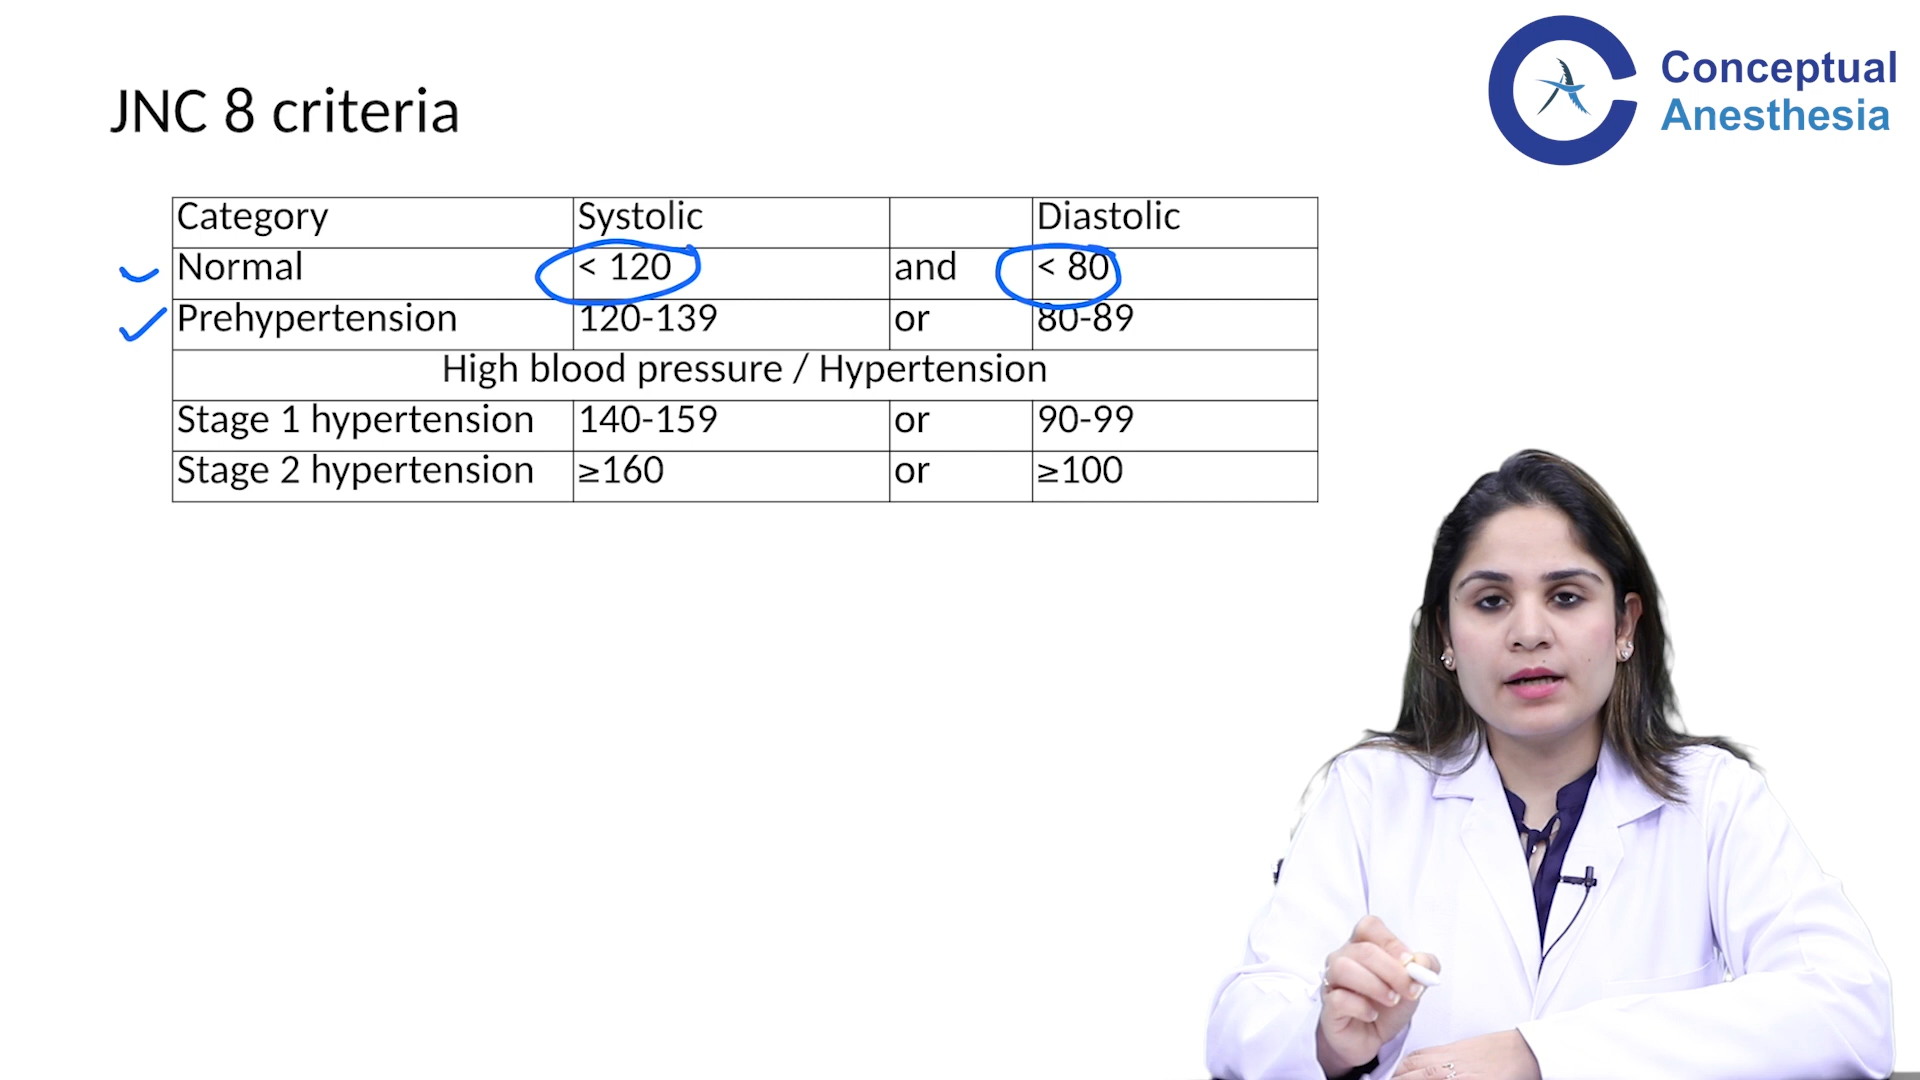 Conceptual
Anesthesia
JNC 8 criteria
Category Systolic Diastolic
Normal < 120 and < 80
Prehypertension 120-139 or 80-89
High blood pressure / Hypertension
Stage 1 hypertension 140-159 or 90-99
Stage 2 hypertension ≥160 or ≥100